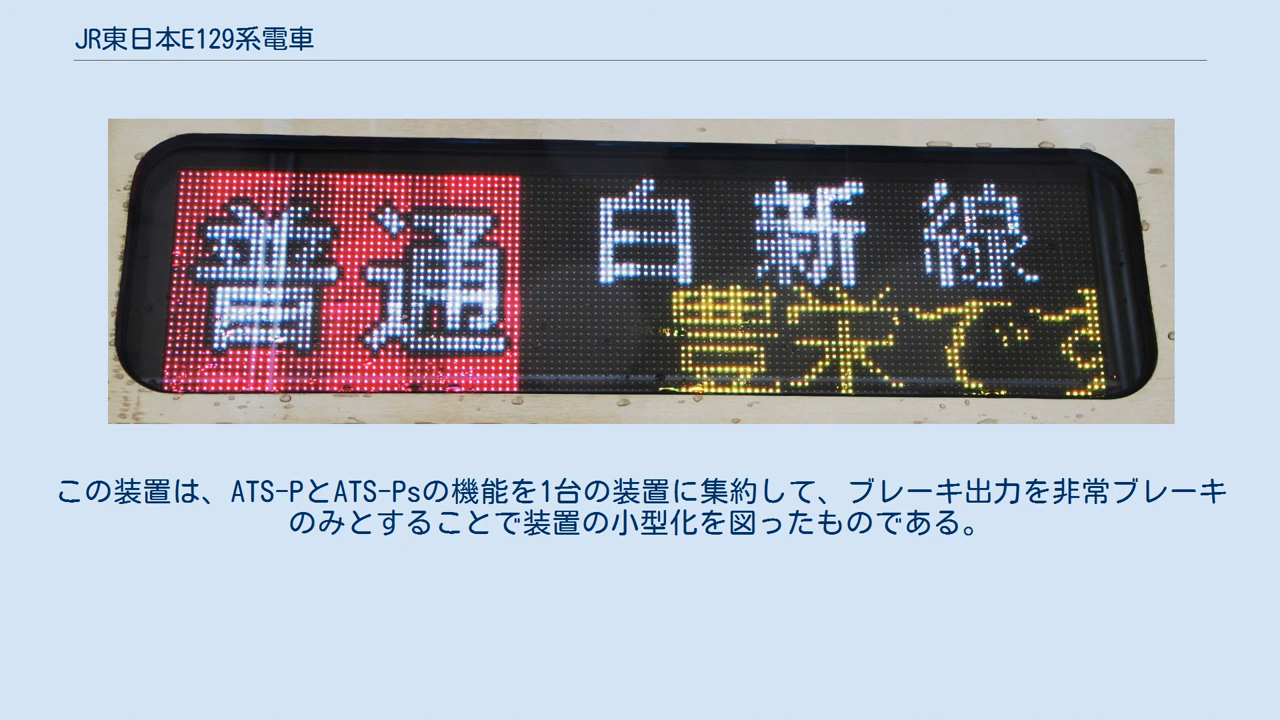 JR東日本E129系電車
普通
白新線
豊栄です
この装置は、ATS-PとATS-Psの機能を1台の装置に集約して、ブレーキ出力を非常ブレーキ
のみとすることで装置の小型化を図ったものである。